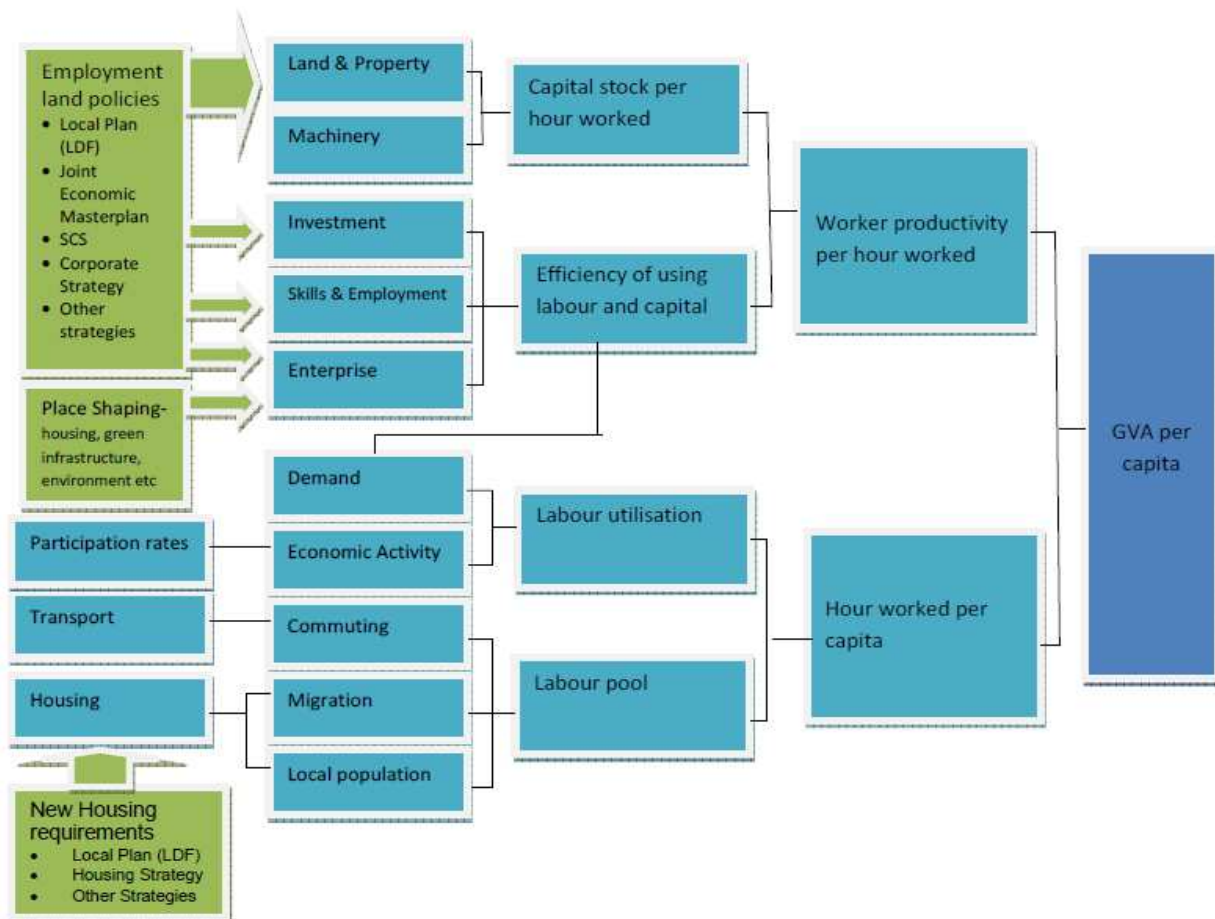 Employment
land policies
• Local Plan
(LDF)
• Joint
Economic
Masterplan
• SCS
• Corporate
Strategy
• Other
strategies
Place Shaping-
housing, green
infrastructure,
environment etc
Participation rates
Transport
Housing
New Housing
requirements
• Local Plan (LDF)
• Housing Strategy
• Other Strategies
Land & Property
Machinery
Investment
Skills & Employment
Enterprise
Demand
Economic Activity
Commuting
Migration
Local population
Capital stock per
hour worked
Efficiency of using
labour and capital
Labour utilisation
Labour pool
Worker productivity
per hour worked
Hour worked per
capita
GVA per
capita